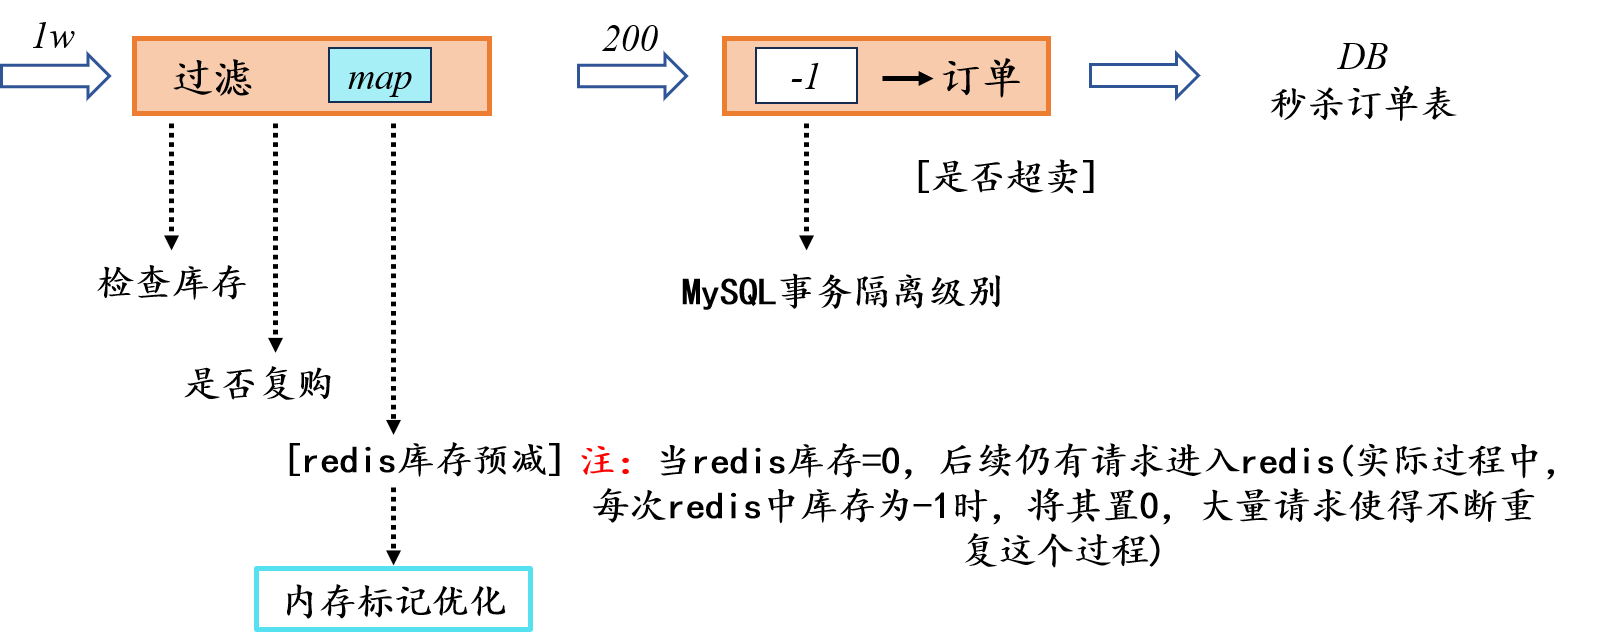 1w
过滤
map
200
-1
订单
DB
秒杀订单表
[是否超卖]
检查库存
MySQL事务隔离级别
是否复购
[redis库存预减]
注：当redis库存=0，后续仍有请求进入redis(实际过程中，
每次redis中库存为-1时，将其置0，大量请求使得不断重
复这个过程)
内存标记优化